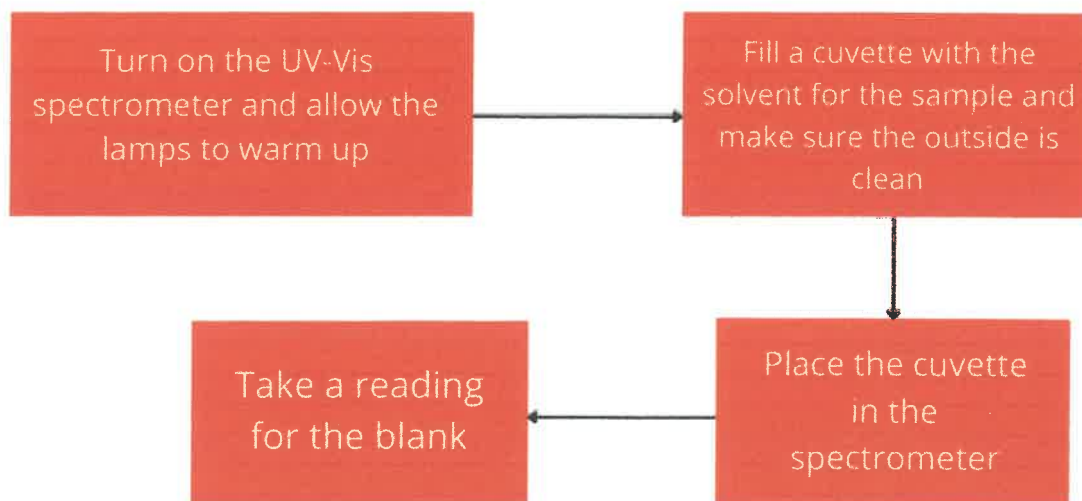 Turn on the UV-Vis
spectrometer and allow the
lamps to warm up
Fill a cuvette with the
solvent for the sample and
make sure the outside is
clean
Place the cuvette
in the
spectrometer
Take a reading
for the blank